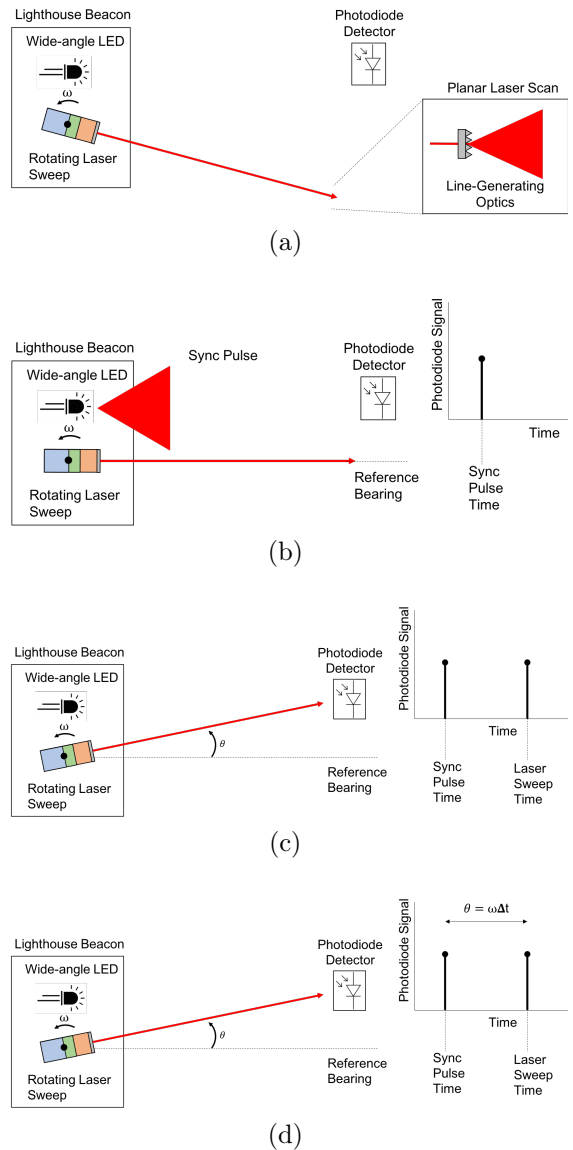 Lighthouse Beacon
Wide-angle LED
ω
Rotating Laser
Sweep
Photodiode
Detector
Planar Laser Scan
Line-Generating
Optics
(a)
Lighthouse Beacon
Wide-angle LED
ω
Rotating Laser
Sweep
Sync Pulse
Photodiode
Detector
Reference
Bearing
Photodiode Signal
Time
Sync
Pulse
Time
(b)
Lighthouse Beacon
Wide-angle LED
ω
Rotating Laser
Sweep
θ
Photodiode
Detector
Reference
Bearing
Photodiode Signal
Time
Sync
Pulse
Time
Laser
Sweep
Time
(c)
Lighthouse Beacon
Wide-angle LED
ω
Rotating Laser
Sweep
θ
Photodiode
Detector
Reference
Bearing
Photodiode Signal
θ = ωΔt
Time
Sync
Pulse
Time
Laser
Sweep
Time
(d)